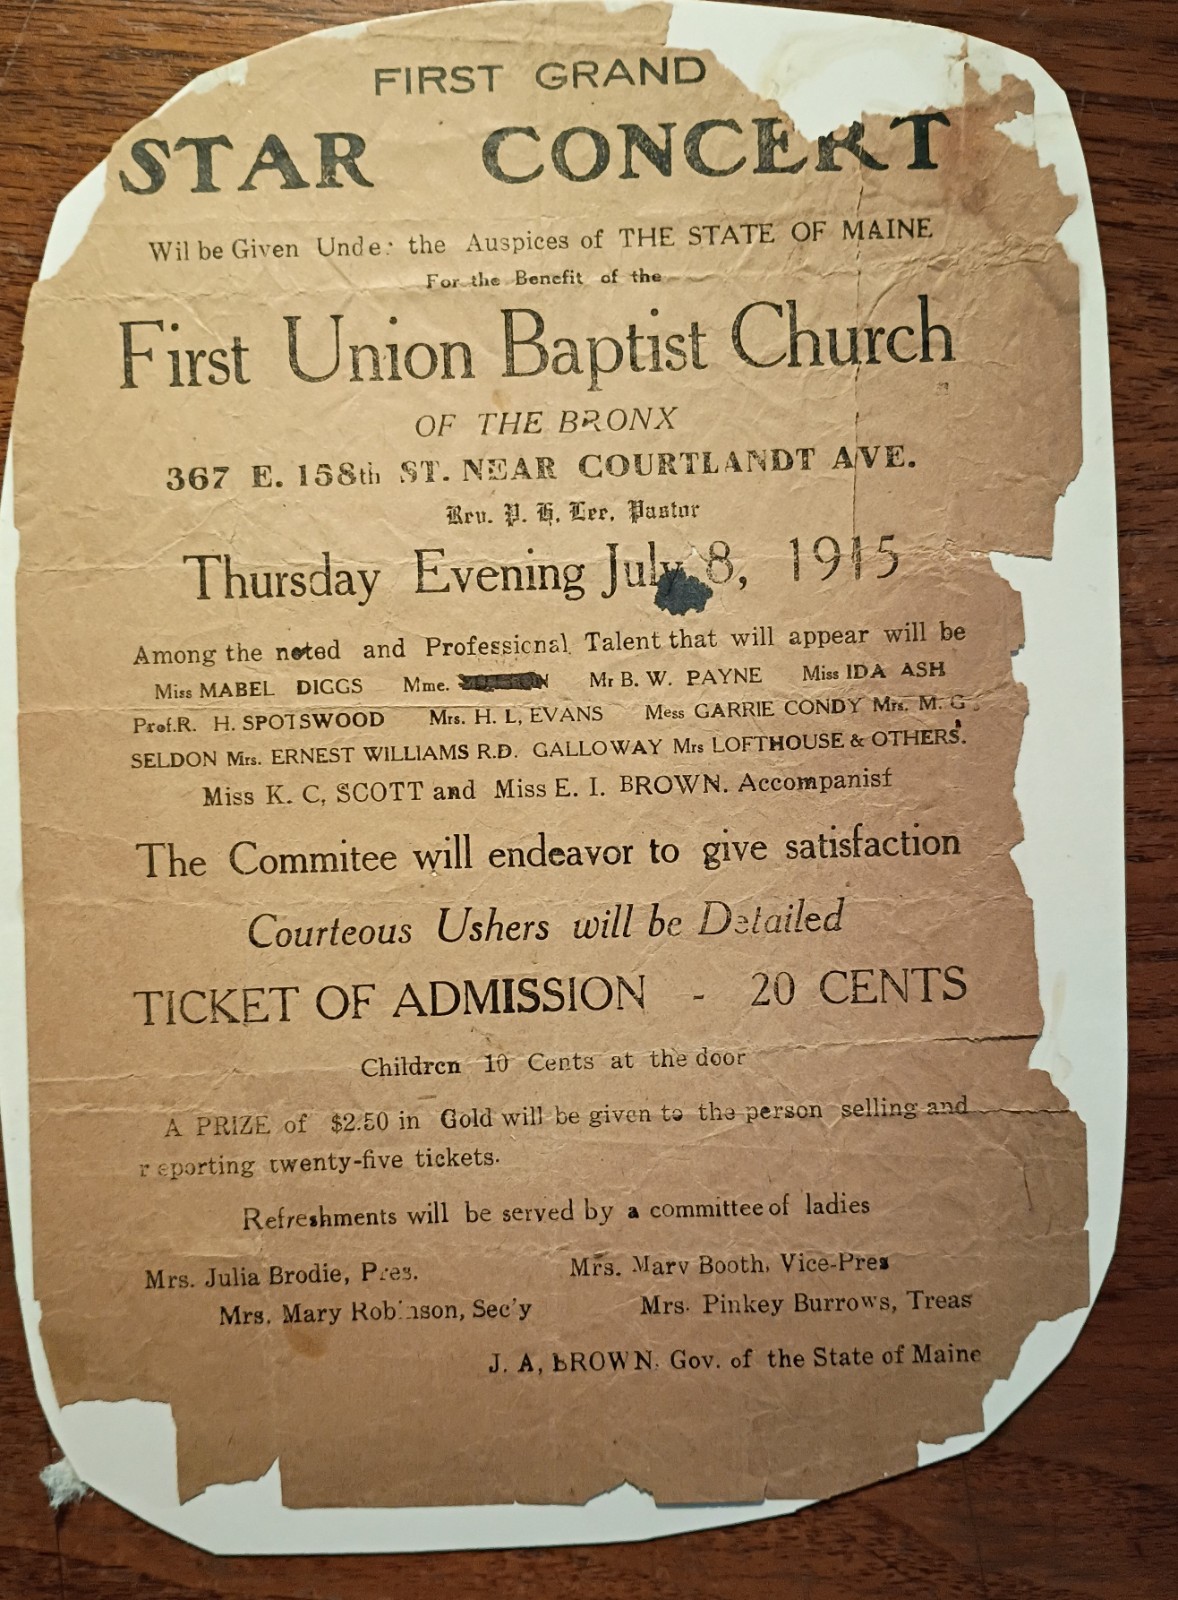 FIRST GRAND
STAR CONCERT
Wil be Given Under the Auspices of THE STATE OF MAINE
For the Benefit of the
First Union Baptist Church
OF THE BRONX
367 E. 158th ST. NEAR COURTLANDT AVE.
Rev. P. H. Lee, Pastor
Thursday Evening July 8, 1915
Among the noted and Professional Talent that will appear will be
Miss MABEL DIGGS Mme. Mr B. W. PAYNE Miss IDA ASH
Prof. R. H. SPOTSWOOD Mrs. H. L, EVANS Mess GARRIE CONDY Mrs. M. G.
SELDON Mrs. ERNEST WILLIAMS R.D. GALLOWAY Mrs LOFTHOUSE & OTHERS.
Miss K. C, SCOTT and Miss E. I. BROWN. Accompanist
The Commitee will endeavor to give satisfaction
Courteous Ushers will be Detailed
TICKET OF ADMISSION - 20 CENTS
Children 10 Cents at the door
A PRIZE of $2.50 in Gold will be given to the person selling and
reporting twenty-five tickets.
Refreshments will be served by a committee of ladies
Mrs. Julia Brodie, Pres. Mrs. Mary Booth, Vice-Pres
Mrs. Mary Robinson, Sec'y Mrs. Pinkey Burrows, Treas
J. A, BROWN. Gov. of the State of Maine